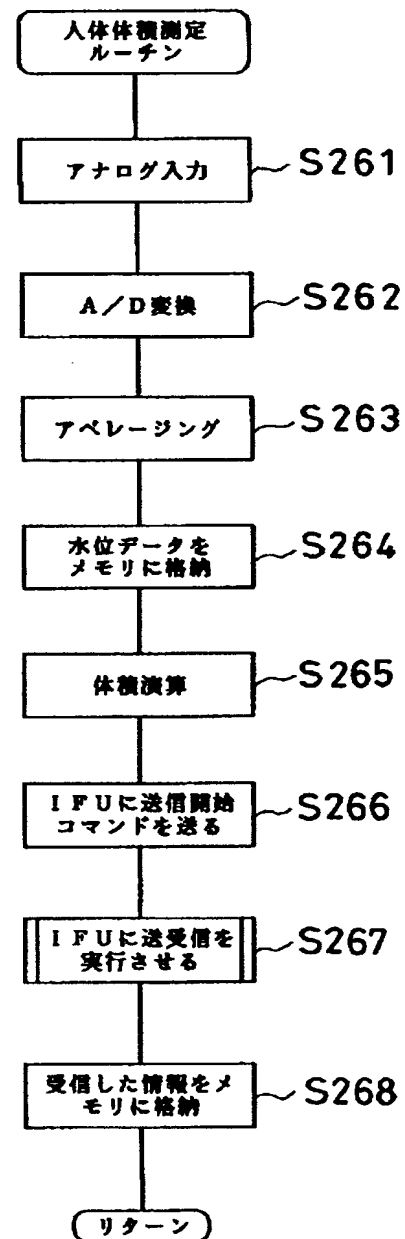 人体体積測定
ルーチン
アナログ入力
S261
A/D変換
S262
アベレージング
S263
水位データを
メモリに格納
S264
体積演算
S265
IFUに送信開始
コマンドを送る
S266
IFUに送受信を
実行させる
S267
受信した情報をメ
モリに格納
S268
リターン